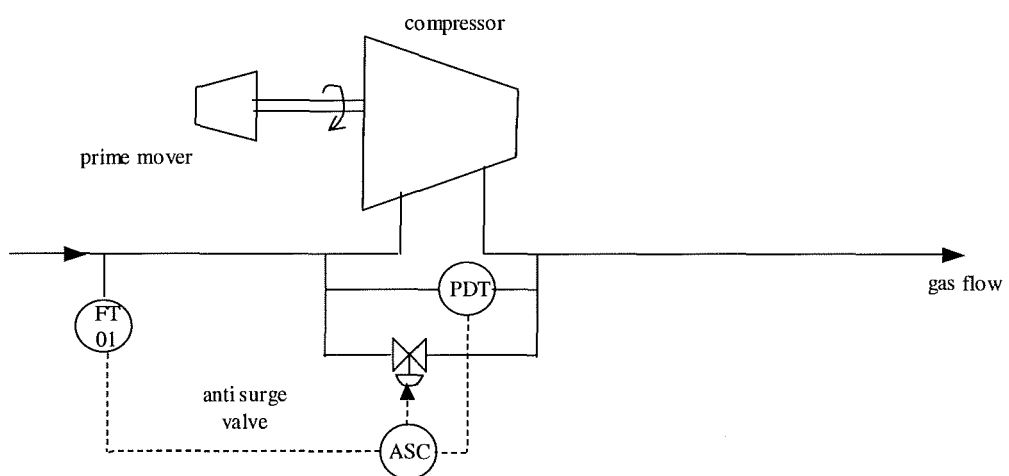 compressor
prime mover
PDT
gas flow
FT
01
anti surge
valve
ASC